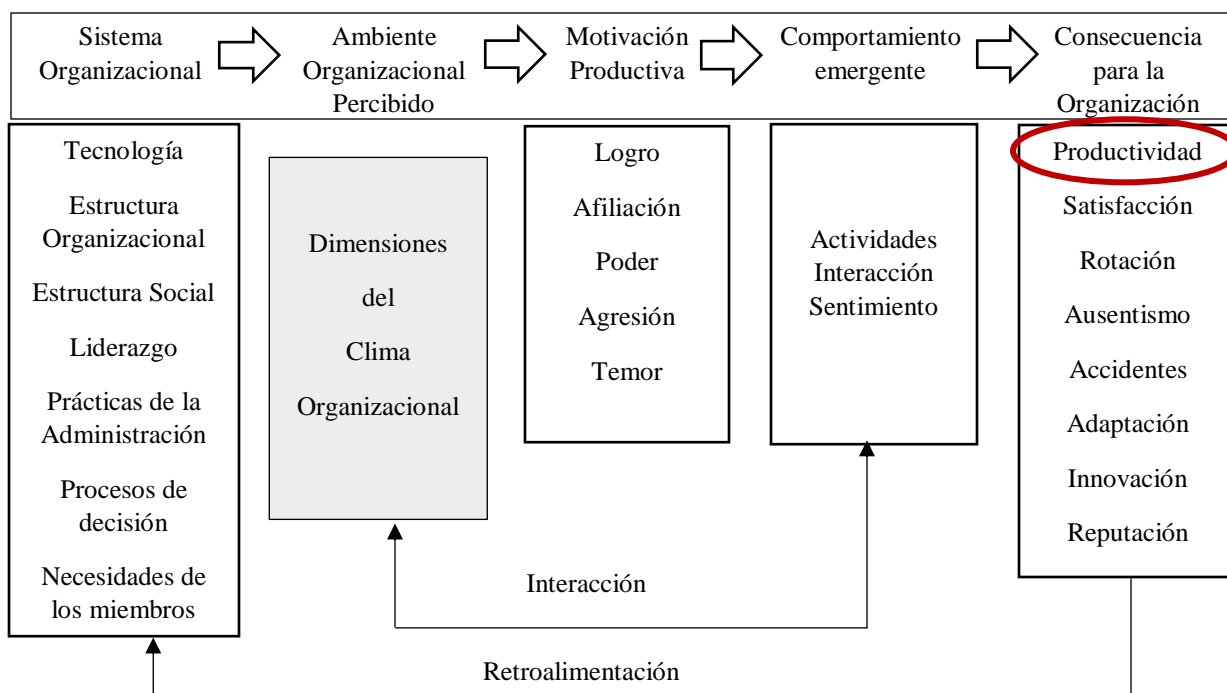 Sistema
Organizacional
Ambiente
Organizacional
Percibido
Motivación
Productiva
Comportamiento
emergente
Consecuencia
para la
Organización
Tecnología
Estructura
Organizacional
Estructura Social
Liderazgo
Prácticas de la
Administración
Procesos de
decisión
Necesidades de
los miembros
Dimensiones
del
Clima
Organizacional
Logro
Afiliación
Poder
Agresión
Temor
Actividades
Interacción
Sentimiento
Productividad
Satisfacción
Rotación
Ausentismo
Accidentes
Adaptación
Innovación
Reputación
Interacción
Retroalimentación